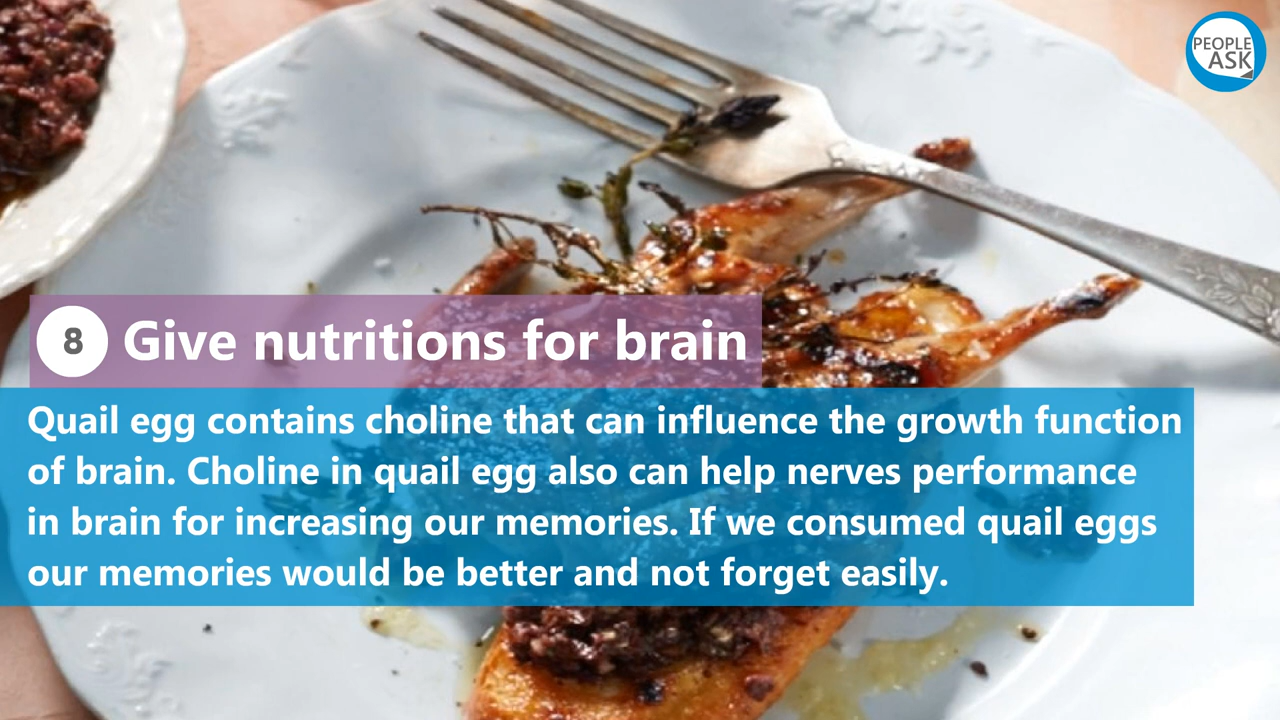 PEOPLE
ASK
8 Give nutritions for brain
Quail egg contains choline that can influence the growth function
of brain. Choline in quail egg also can help nerves performance
in brain for increasing our memories. If we consumed quail eggs
our memories would be better and not forget easily.